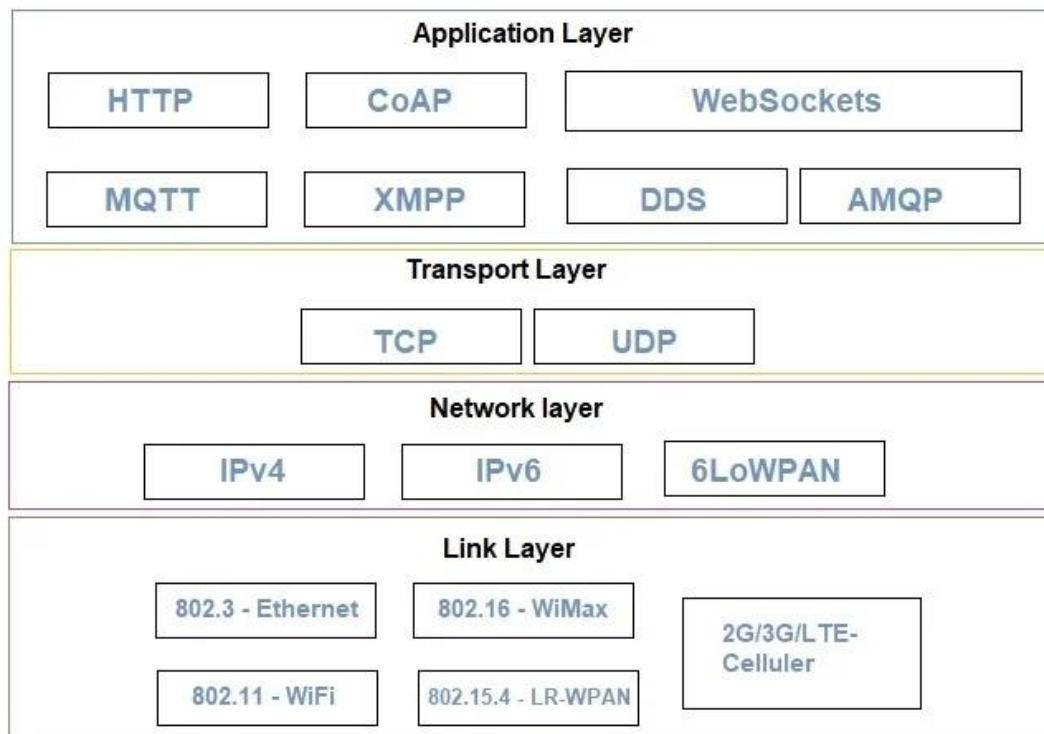 Application Layer
HTTP
CoAP
WebSockets
MQTT
XMPP
DDS
AMQP
Transport Layer
TCP
UDP
Network layer
IPv4
IPv6
6LoWPAN
Link Layer
802.3 - Ethernet
802.16 - WiMax
2G/3G/LTE-
Celluler
802.11 - WiFi
802.15.4 - LR-WPAN